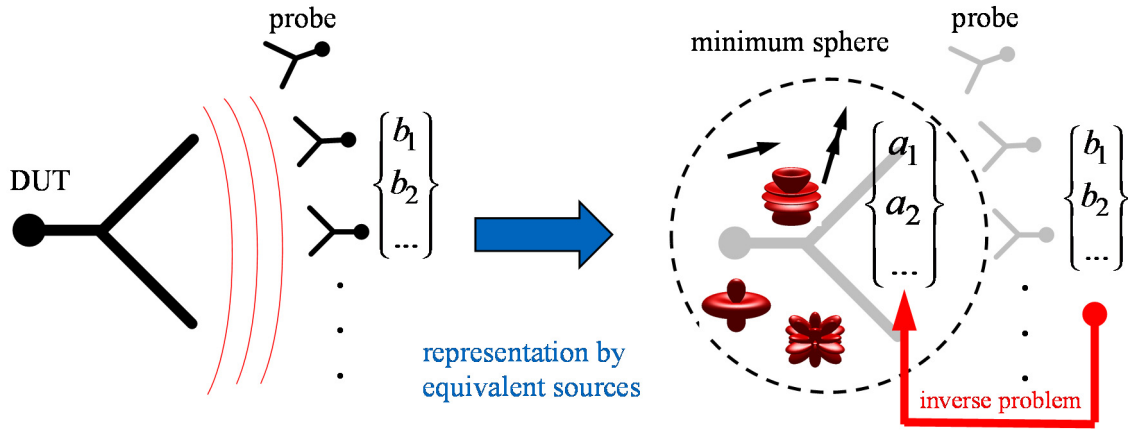 probe
DUT
b1
b2
...
representation by
equivalent sources
minimum sphere
probe
a1
a2
...
b1
b2
...
inverse problem